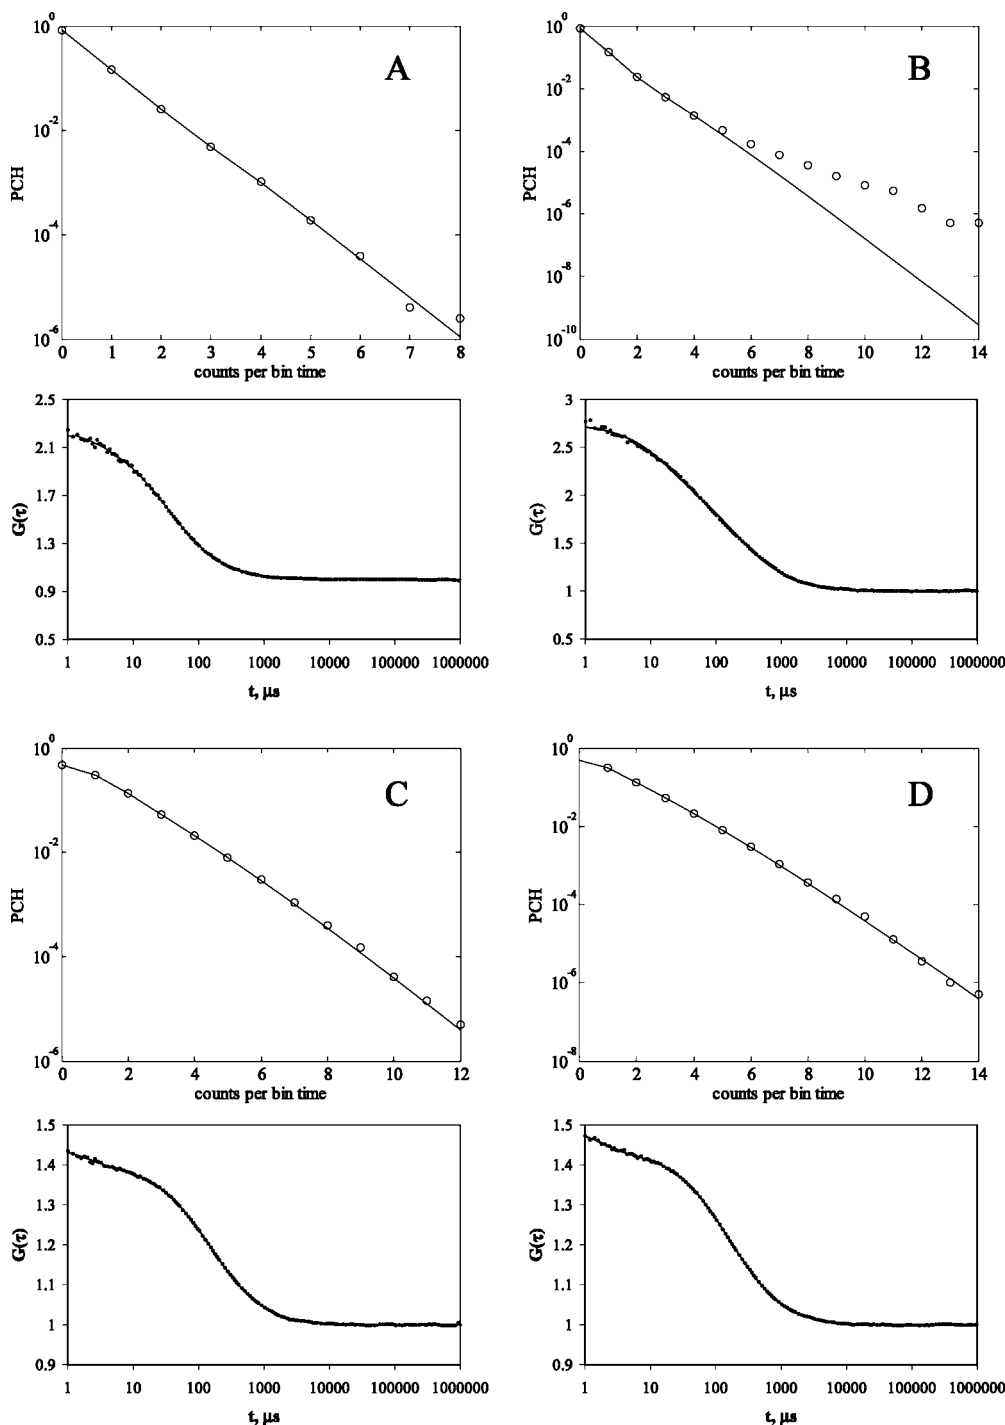 A
PCH
10^0
10^-2
10^-4
10^-6
0 1 2 3 4 5 6 7 8
counts per bin time
B
PCH
10^0
10^-2
10^-4
10^-6
10^-8
10^-10
0 2 4 6 8 10 12 14
counts per bin time
G(τ)
2.5
2.1
1.7
1.3
0.9
0.5
1 10 100 1000 10000 100000 1000000
t, μs
G(τ)
3
2.5
2
1.5
1
0.5
1 10 100 1000 10000 100000 1000000
t, μs
C
PCH
10^0
10^-2
10^-4
10^-6
0 2 4 6 8 10 12
counts per bin time
D
PCH
10^0
10^-2
10^-4
10^-6
10^-8
0 2 4 6 8 10 12 14
counts per bin time
G(τ)
1.5
1.4
1.3
1.2
1.1
1
0.9
1 10 100 1000 10000 100000 1000000
t, μs
G(τ)
1.5
1.4
1.3
1.2
1.1
1
0.9
1 10 100 1000 10000 100000 1000000
t, μs